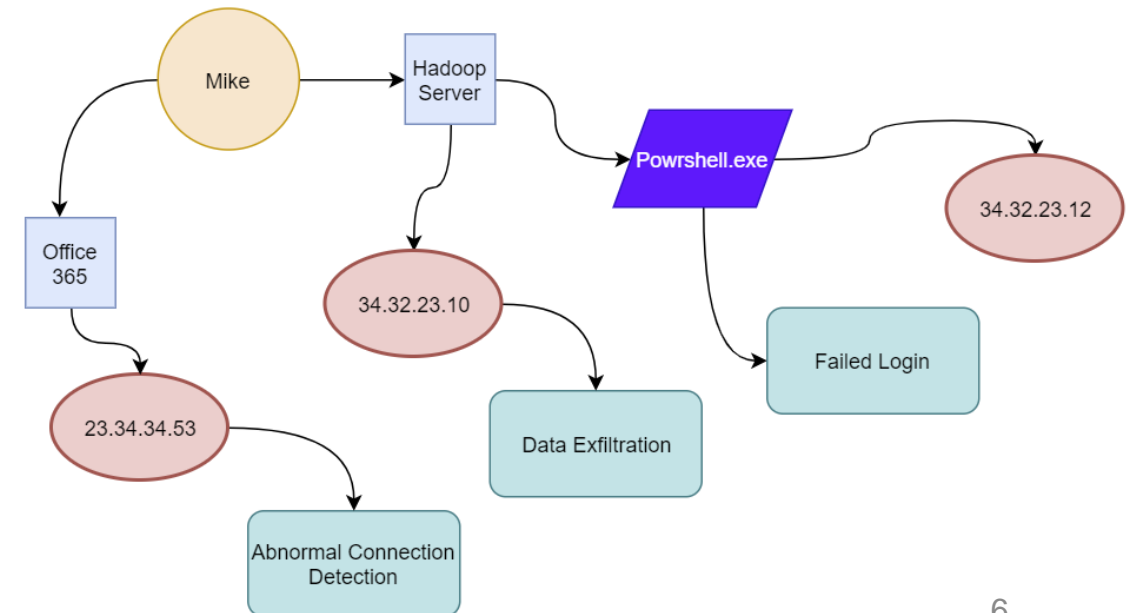 Mike
Hadoop
Server
Powrshell.exe
34.32.23.12
Office
365
34.32.23.10
Failed Login
23.34.34.53
Data Exfiltration
Abnormal Connection
Detection
6